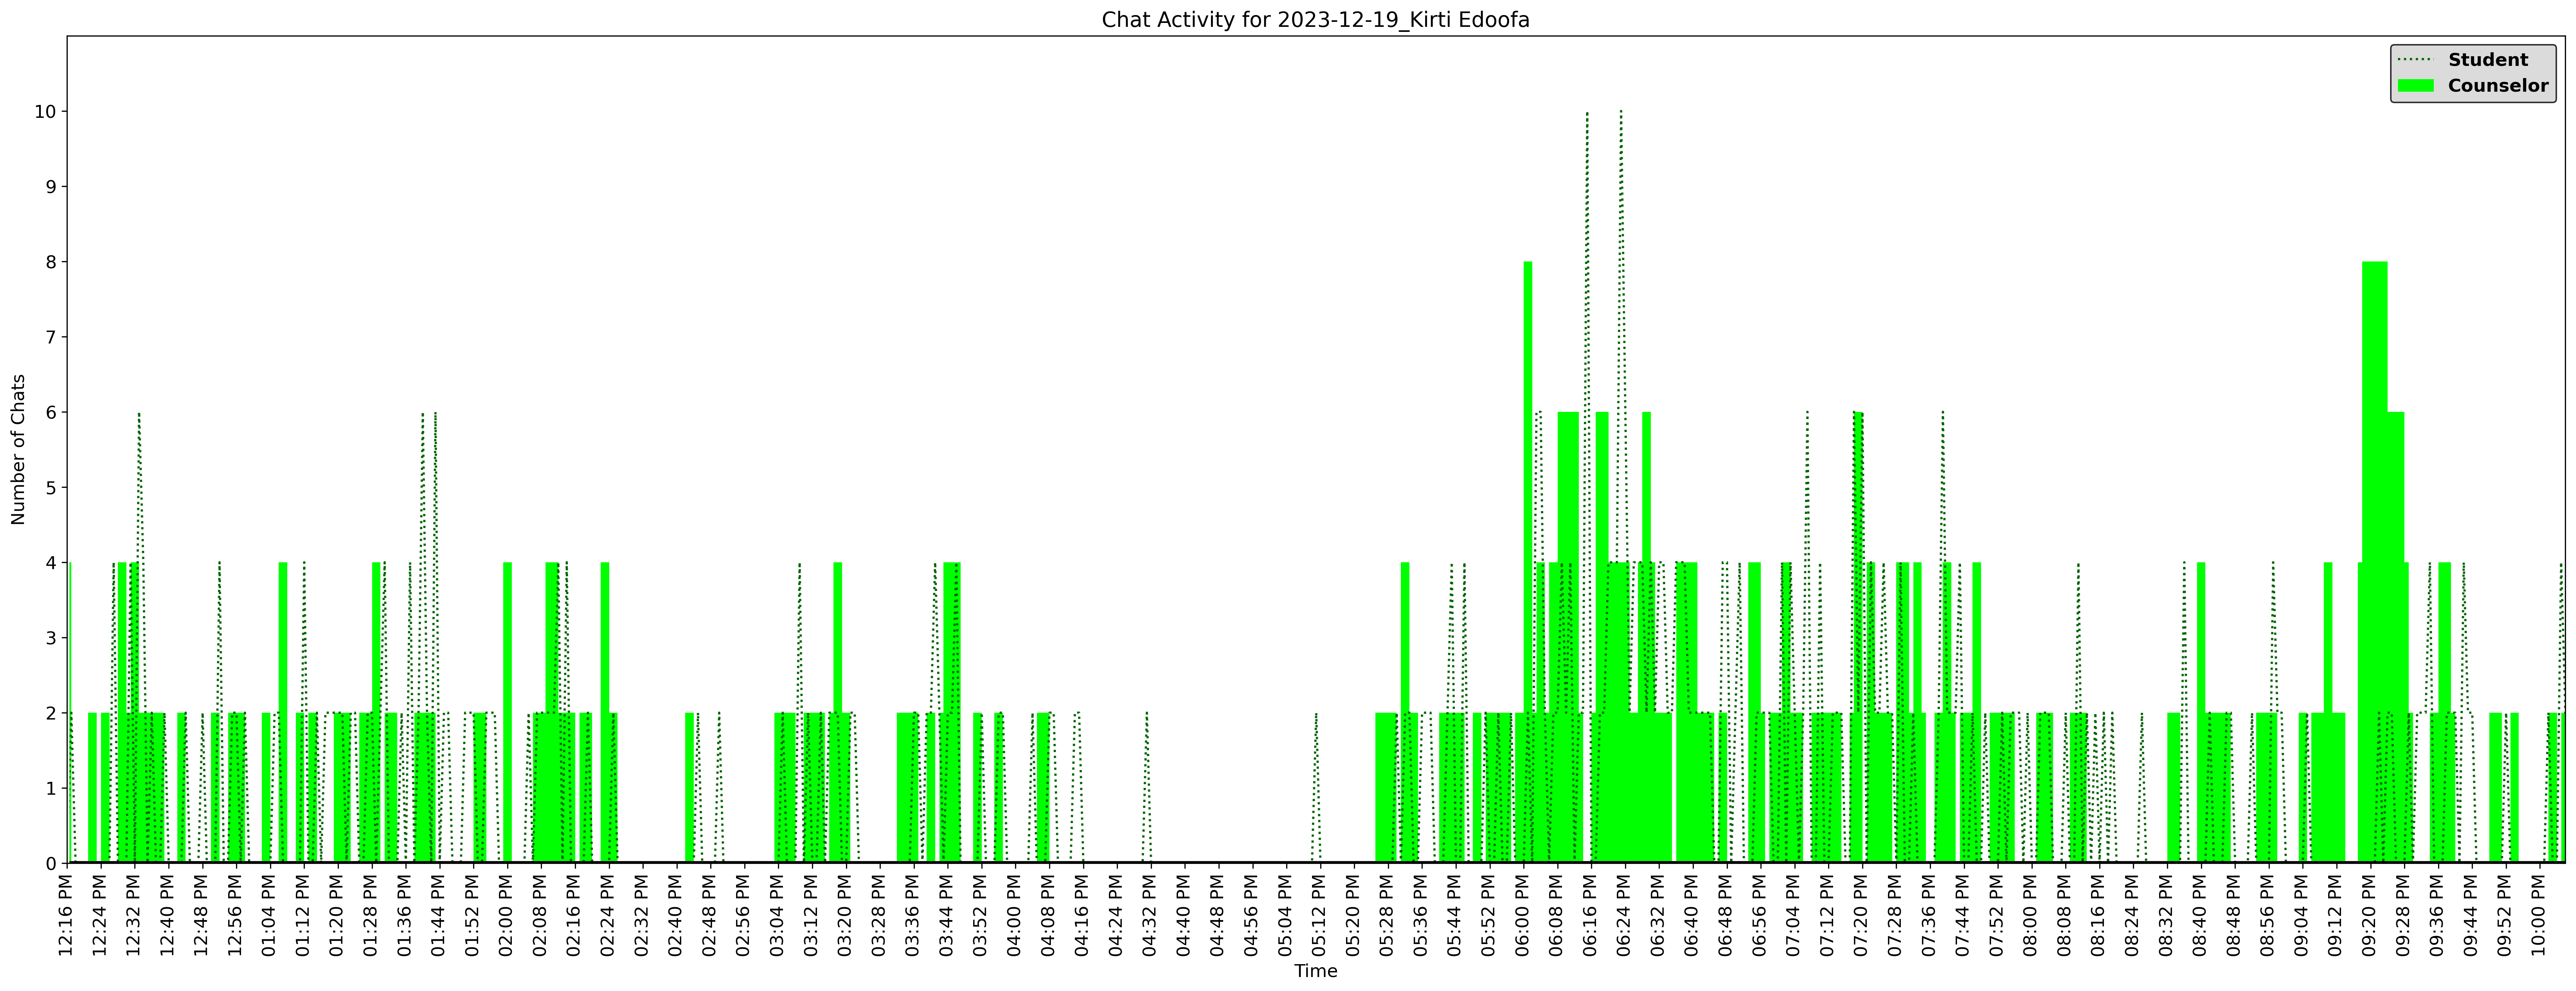 Chat Activity for 2023-12-19_Kirti Edoofa
Student
Counselor
Number of Chats
10
9
8
7
6
5
4
3
2
1
0
12:16 PM
12:24 PM
12:32 PM
12:40 PM
12:48 PM
12:56 PM
01:04 PM
01:12 PM
01:20 PM
01:28 PM
01:36 PM
01:44 PM
01:52 PM
02:00 PM
02:08 PM
02:16 PM
02:24 PM
02:32 PM
02:40 PM
02:48 PM
02:56 PM
03:04 PM
03:12 PM
03:20 PM
03:28 PM
03:36 PM
03:44 PM
03:52 PM
04:00 PM
04:08 PM
04:16 PM
04:24 PM
04:32 PM
04:40 PM
04:48 PM
04:56 PM
05:04 PM
05:12 PM
05:20 PM
05:28 PM
05:36 PM
05:44 PM
05:52 PM
06:00 PM
06:08 PM
06:16 PM
06:24 PM
06:32 PM
06:40 PM
06:48 PM
06:56 PM
07:04 PM
07:12 PM
07:20 PM
07:28 PM
07:36 PM
07:44 PM
07:52 PM
08:00 PM
08:08 PM
08:16 PM
08:24 PM
08:32 PM
08:40 PM
08:48 PM
08:56 PM
09:04 PM
09:12 PM
09:20 PM
09:28 PM
09:36 PM
09:44 PM
09:52 PM
10:00 PM
Time